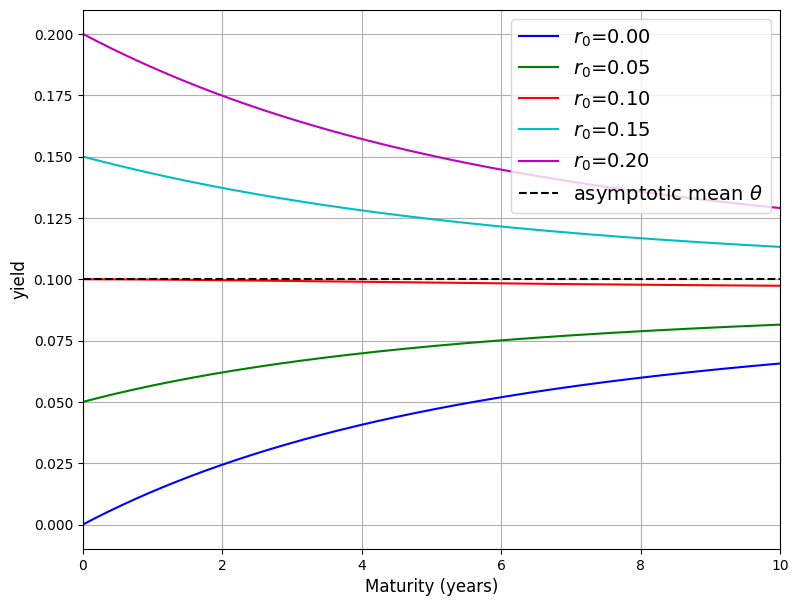 0.200
0.175
0.150
0.125
0.100
0.075
0.050
0.025
0.000
yield
0 2 4 6 8 10
Maturity (years)
r₀=0.00
r₀=0.05
r₀=0.10
r₀=0.15
r₀=0.20
asymptotic mean θ